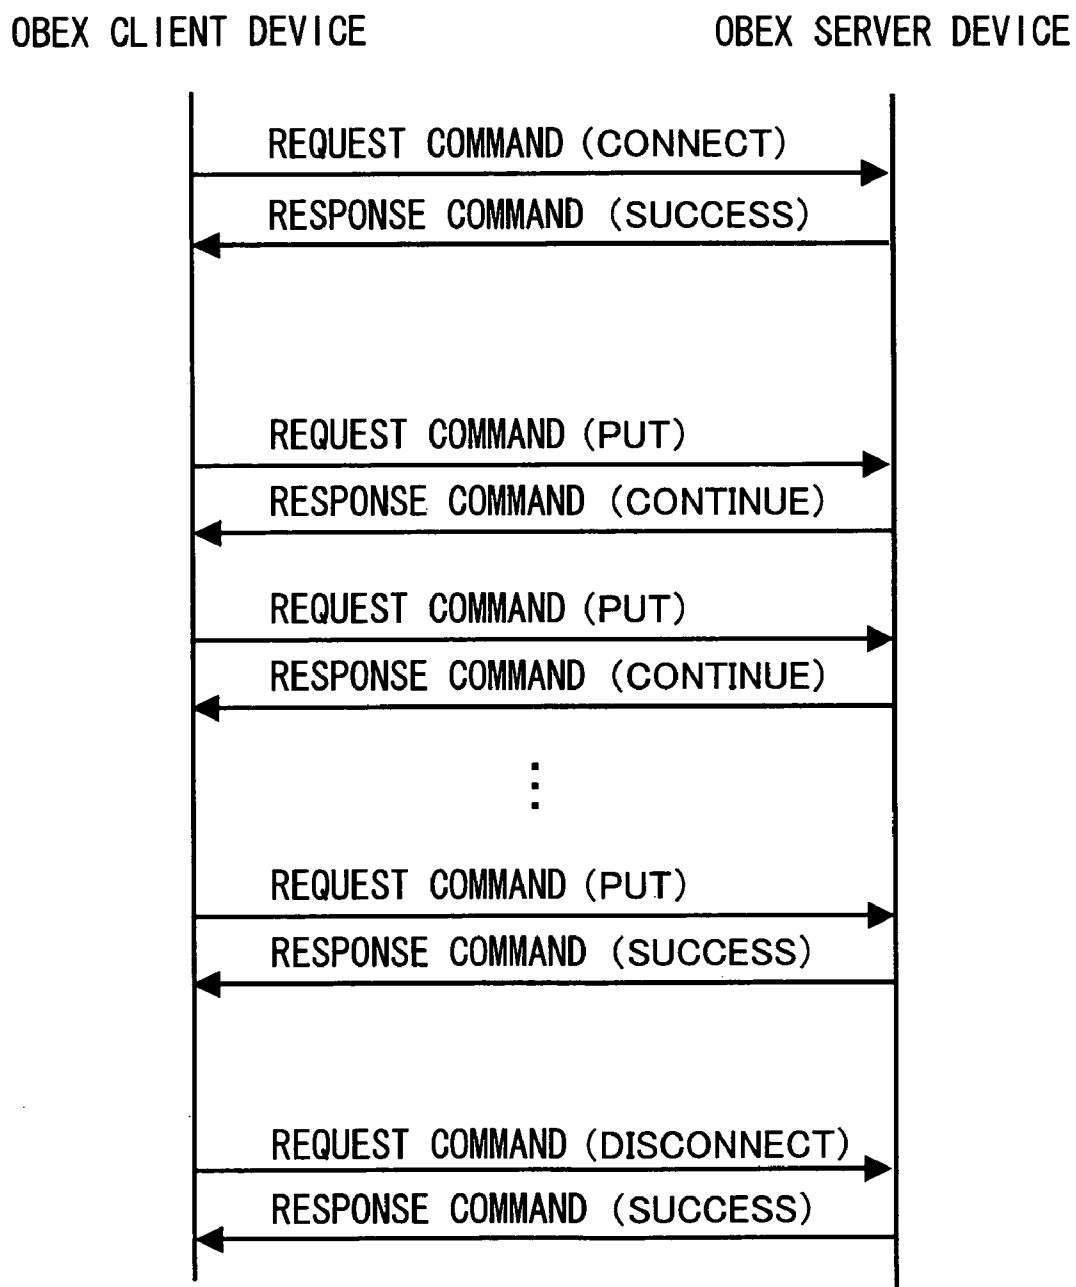 OBEX CLIENT DEVICE OBEX SERVER DEVICE
REQUEST COMMAND (CONNECT)
RESPONSE COMMAND (SUCCESS)
REQUEST COMMAND (PUT)
RESPONSE COMMAND (CONTINUE)
REQUEST COMMAND (PUT)
RESPONSE COMMAND (CONTINUE)
REQUEST COMMAND (PUT)
RESPONSE COMMAND (SUCCESS)
REQUEST COMMAND (DISCONNECT)
RESPONSE COMMAND (SUCCESS)